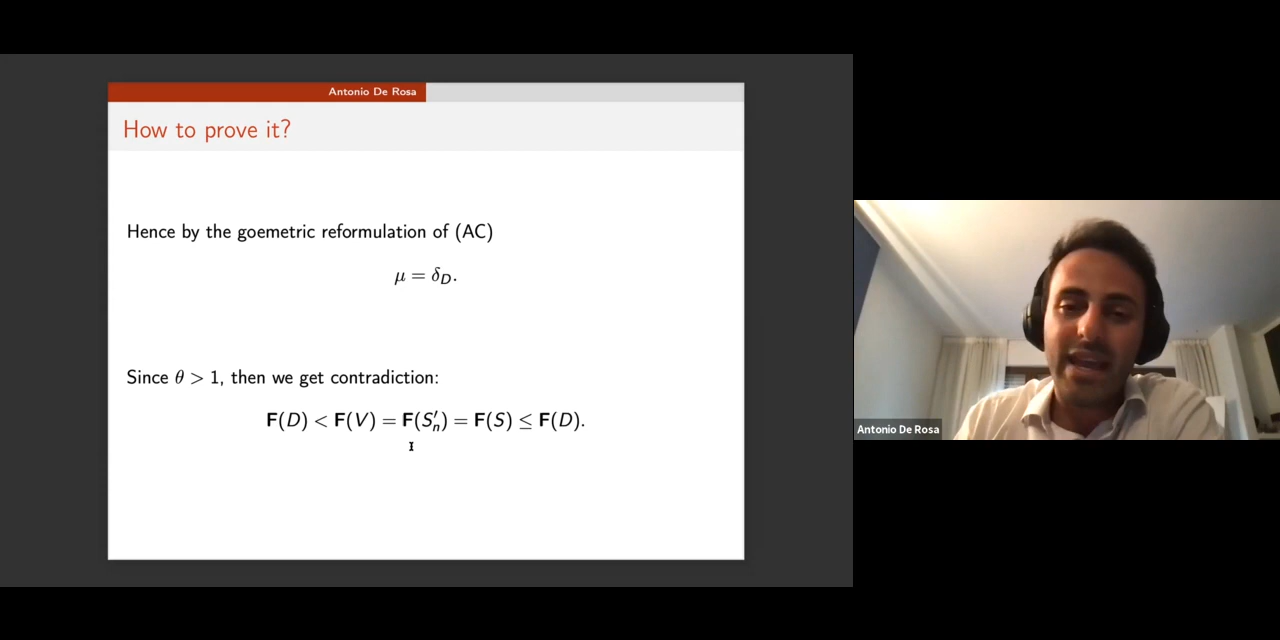 Antonio De Rosa
How to prove it?
Hence by the goemetric reformulation of (AC)
μ = δ_D.
Since θ > 1, then we get contradiction:
F(D) < F(V) = F(S′_n) = F(S) ≤ F(D).
Antonio De Rosa